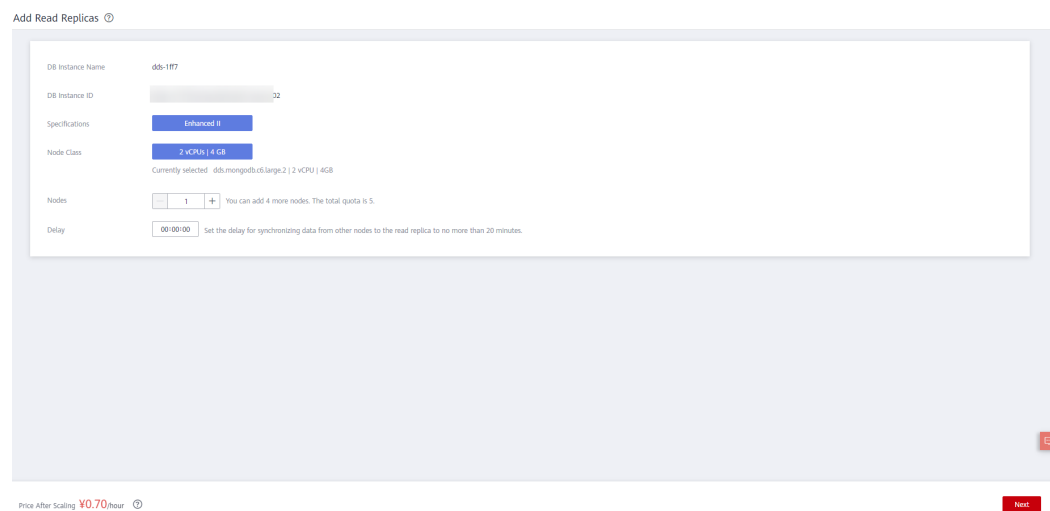 Add Read Replicas
DB Instance Name dds-1ff7
DB Instance ID 02
Specifications Enhanced II
Node Class 2 vCPUs | 4 GB
Currently selected dds.mongodb.c6.large.2 | 2 vCPU | 4GB
Nodes 1 + You can add 4 more nodes. The total quota is 5.
Delay 00:00:00 Set the delay for synchronizing data from other nodes to the read replica to no more than 20 minutes.
Price After Scaling ¥0.70/hour
Next